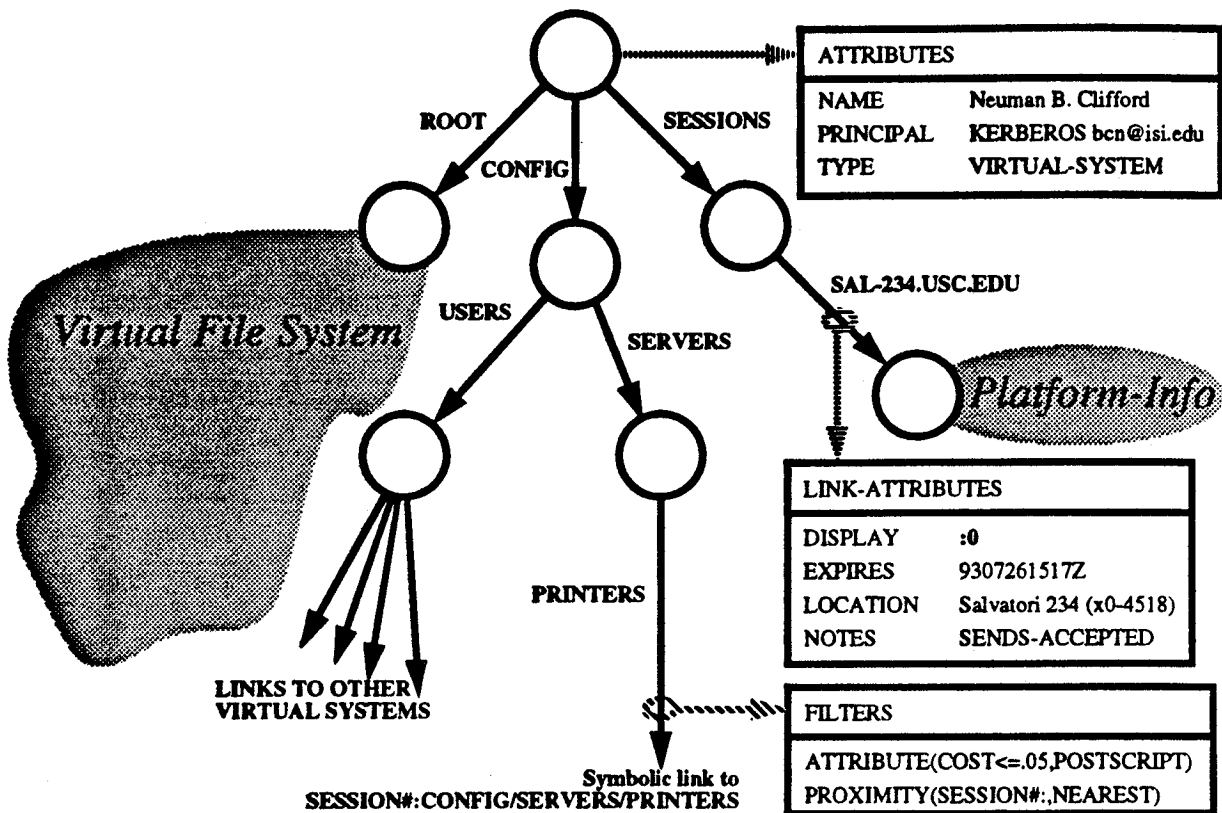 ATTRIBUTES
NAME Neuman B. Clifford
PRINCIPAL KERBEROS bcn@isi.edu
TYPE VIRTUAL-SYSTEM
ROOT
CONFIG
SESSIONS
SAL-234.USC.EDU
Virtual File System
USERS
SERVERS
Platform-Info
LINK-ATTRIBUTES
DISPLAY :0
EXPIRES 9307261517Z
LOCATION Salvatori 234 (x0-4518)
NOTES SENDS-ACCEPTED
PRINTERS
LINKS TO OTHER
VIRTUAL SYSTEMS
FILTERS
ATTRIBUTE(COST<=.05,POSTSCRIPT)
PROXIMITY(SESSION#:,NEAREST)
Symbolic link to
SESSION#:CONFIG/SERVERS/PRINTERS